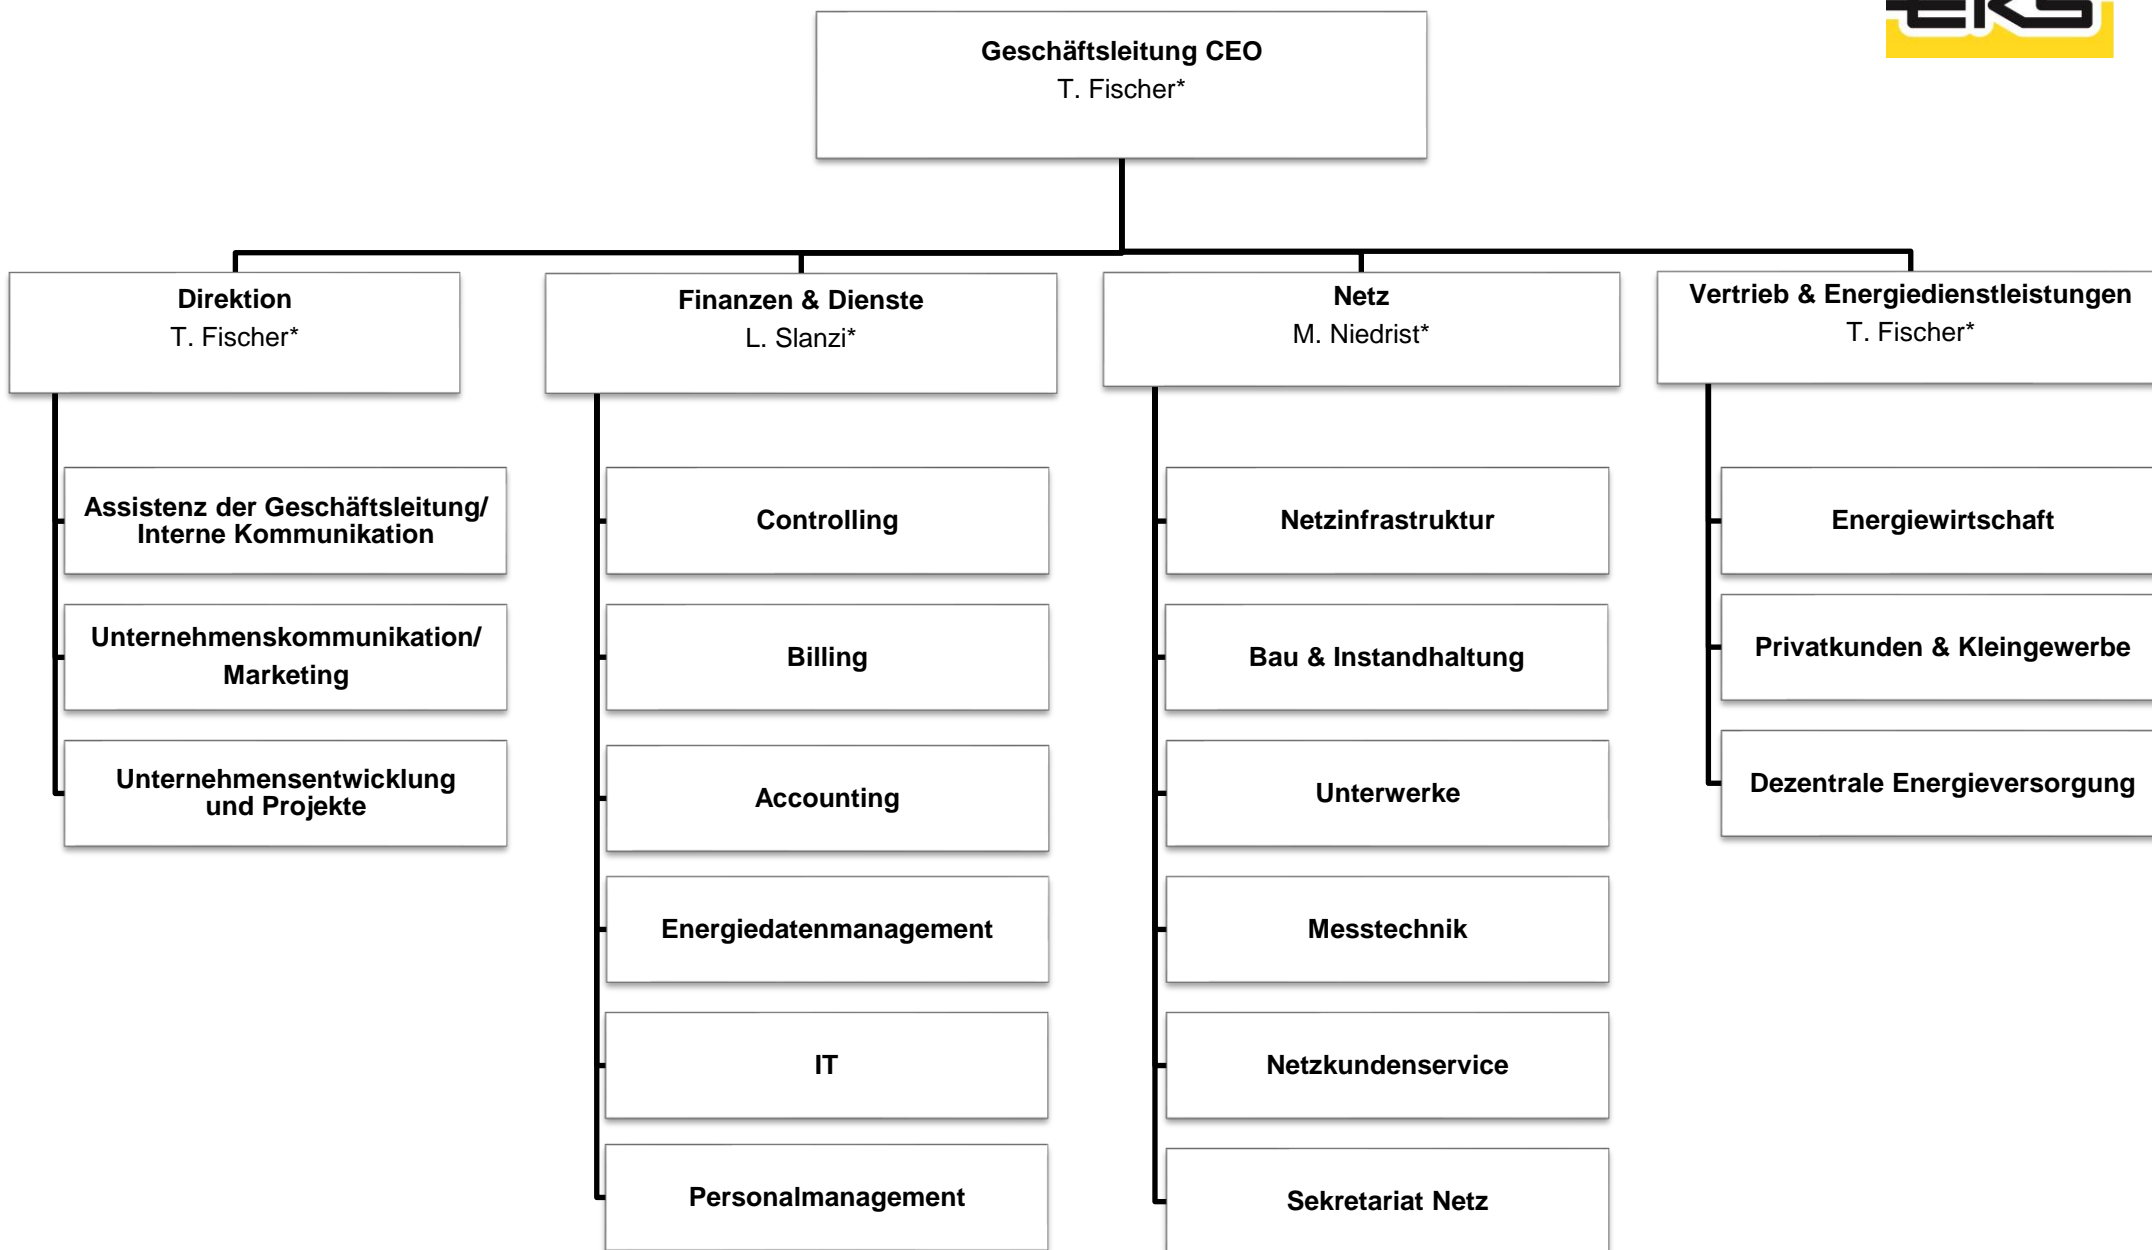 EKS
Geschäftsleitung CEO
T. Fischer*
Direktion
T. Fischer*
Assistenz der Geschäftsleitung/
Interne Kommunikation
Unternehmenskommunikation/
Marketing
Unternehmensentwicklung
und Projekte
Finanzen & Dienste
L. Slanzi*
Controlling
Billing
Accounting
Energiedatenmanagement
IT
Personalmanagement
Netz
M. Niedrist*
Netzinfrastruktur
Bau & Instandhaltung
Unterwerke
Messtechnik
Netzkundenservice
Sekretariat Netz
Vertrieb & Energiedienstleistungen
T. Fischer*
Energiewirtschaft
Privatkunden & Kleingewerbe
Dezentrale Energieversorgung